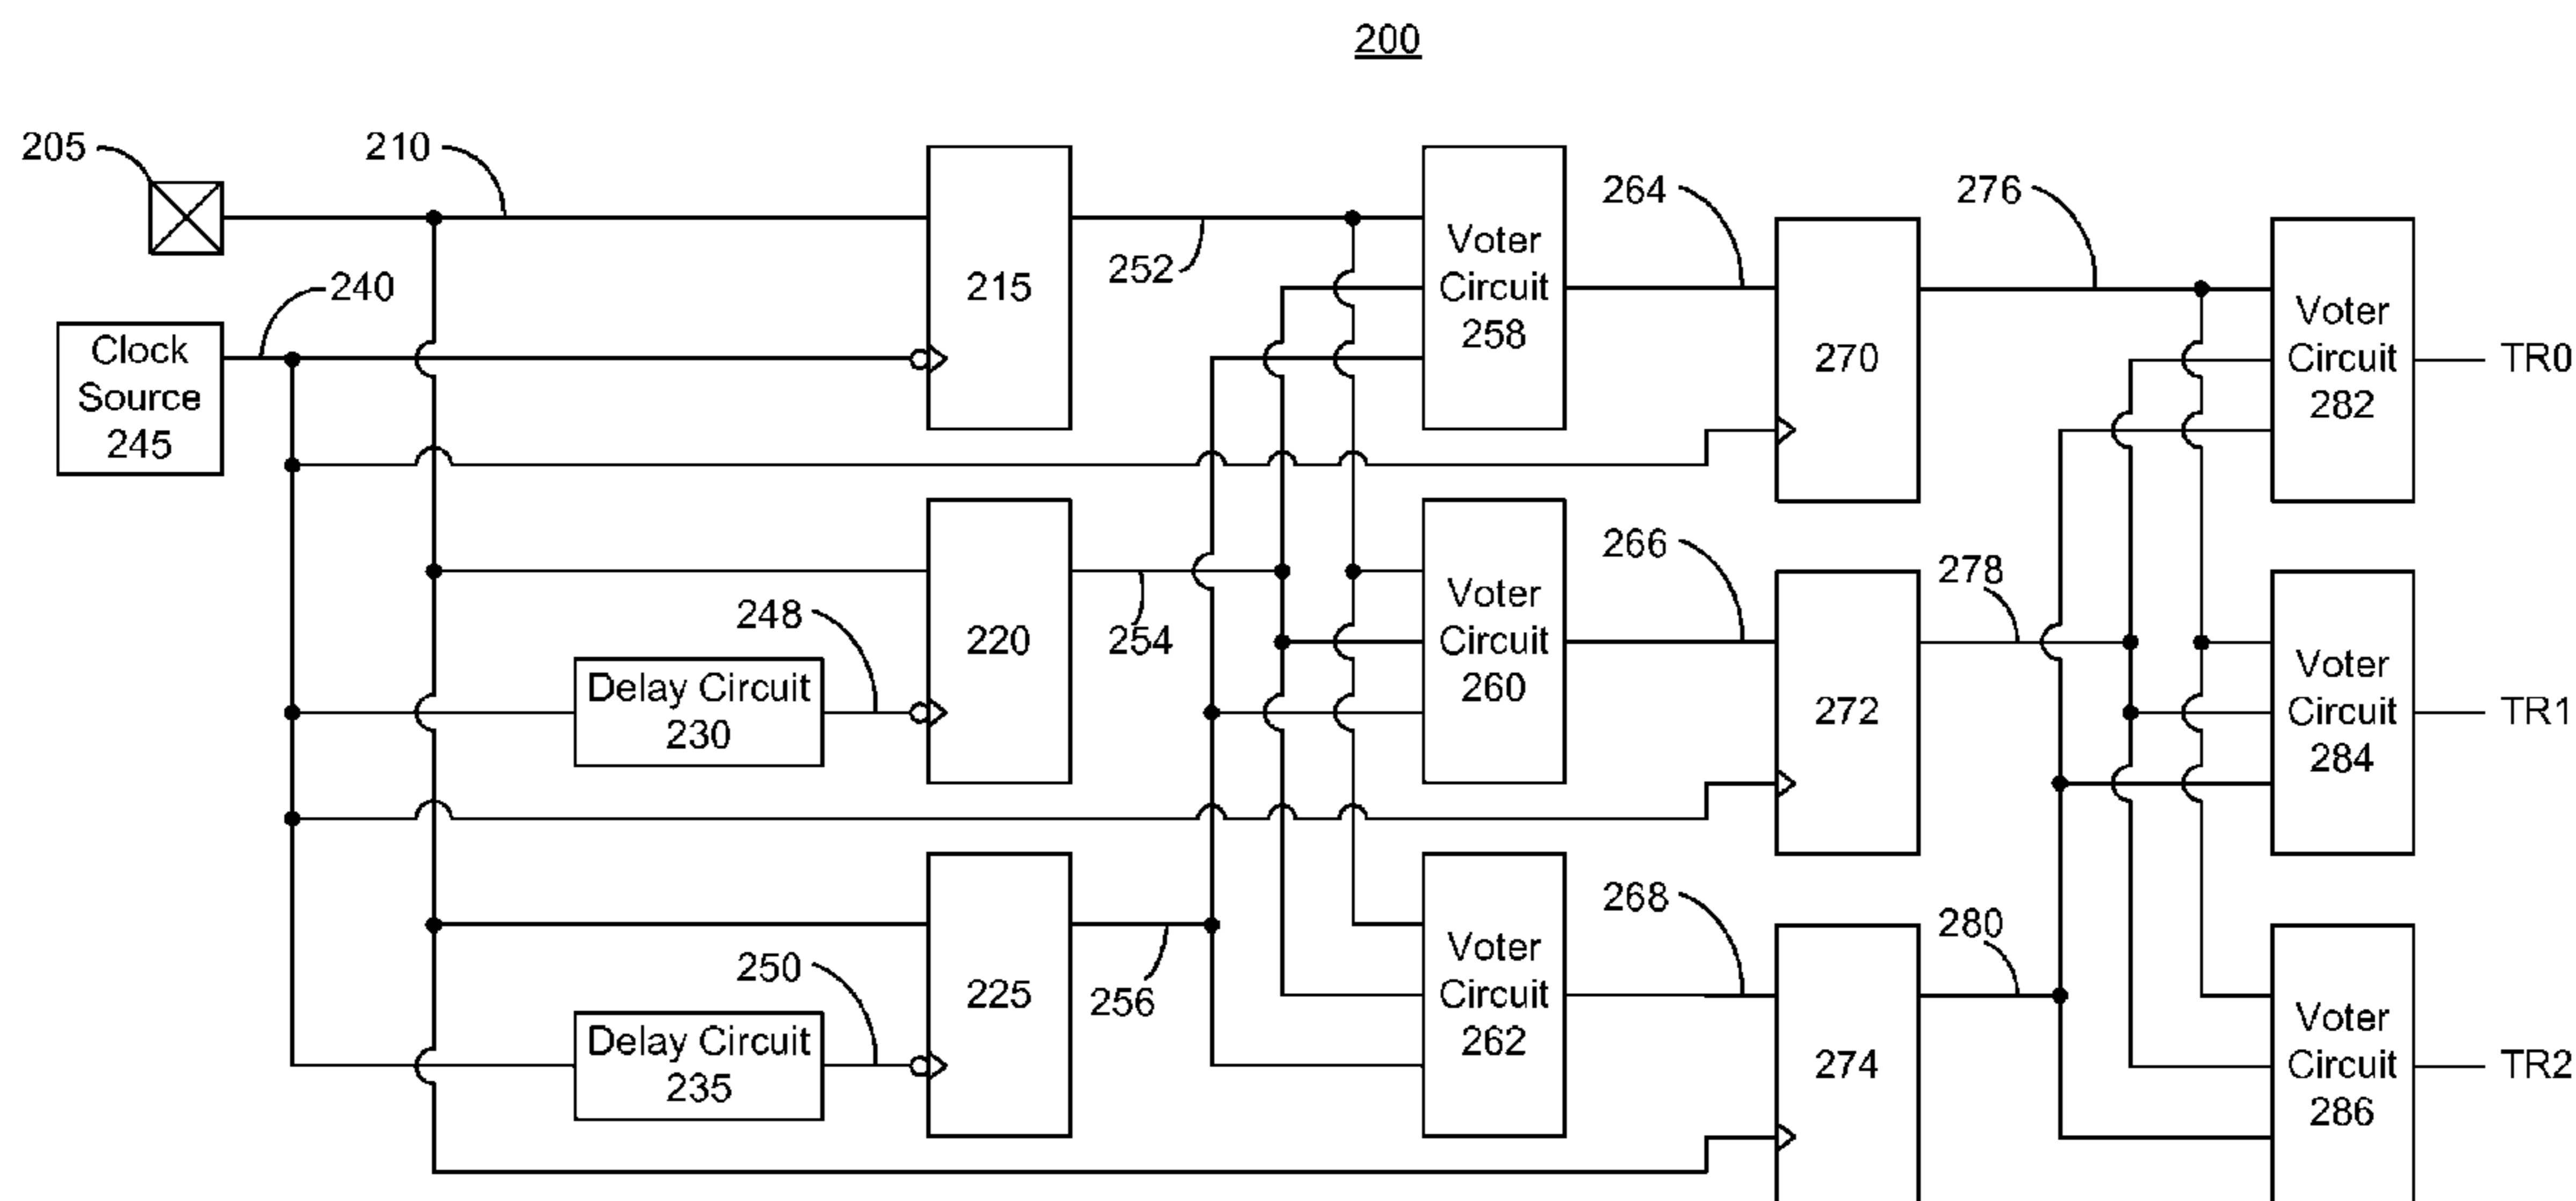 200
205
210
240
Clock
Source
245
215
252
Voter
Circuit
258
264
270
276
Voter
Circuit
282
TR0
248
Delay Circuit
230
220
254
Voter
Circuit
260
266
272
278
Voter
Circuit
284
TR1
250
Delay Circuit
235
225
256
Voter
Circuit
262
268
274
280
Voter
Circuit
286
TR2